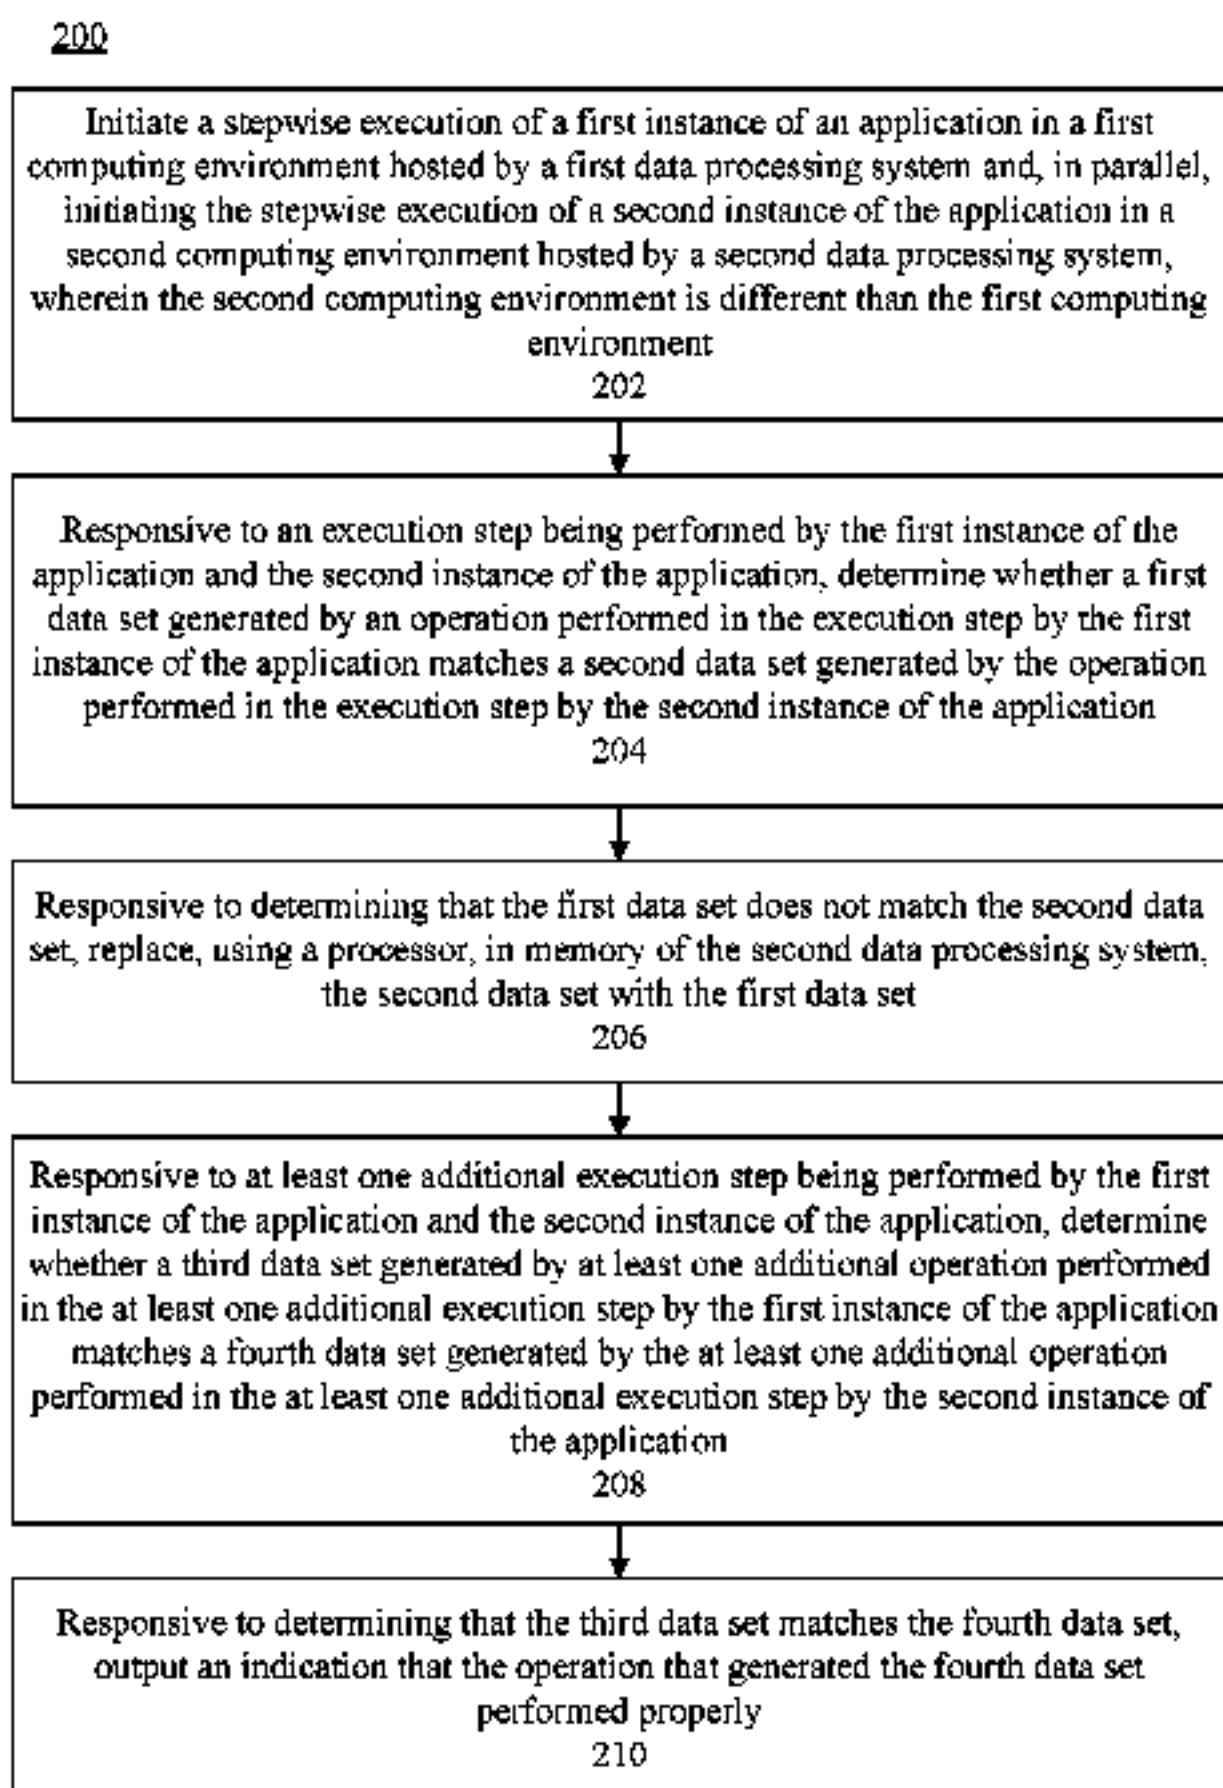 200
Initiate a stepwise execution of a first instance of an application in a first
computing environment hosted by a first data processing system and, in parallel,
initiating the stepwise execution of a second instance of the application in a
second computing environment hosted by a second data processing system,
wherein the second computing environment is different than the first computing
environment
202
Responsive to an execution step being performed by the first instance of the
application and the second instance of the application, determine whether a first
data set generated by an operation performed in the execution step by the first
instance of the application matches a second data set generated by the operation
performed in the execution step by the second instance of the application
204
Responsive to determining that the first data set does not match the second data
set, replace, using a processor, in memory of the second data processing system,
the second data set with the first data set
206
Responsive to at least one additional execution step being performed by the first
instance of the application and the second instance of the application, determine
whether a third data set generated by at least one additional operation performed
in the at least one additional execution step by the first instance of the application
matches a fourth data set generated by the at least one additional operation
performed in the at least one additional execution step by the second instance of
the application
208
Responsive to determining that the third data set matches the fourth data set,
output an indication that the operation that generated the fourth data set
performed properly
210